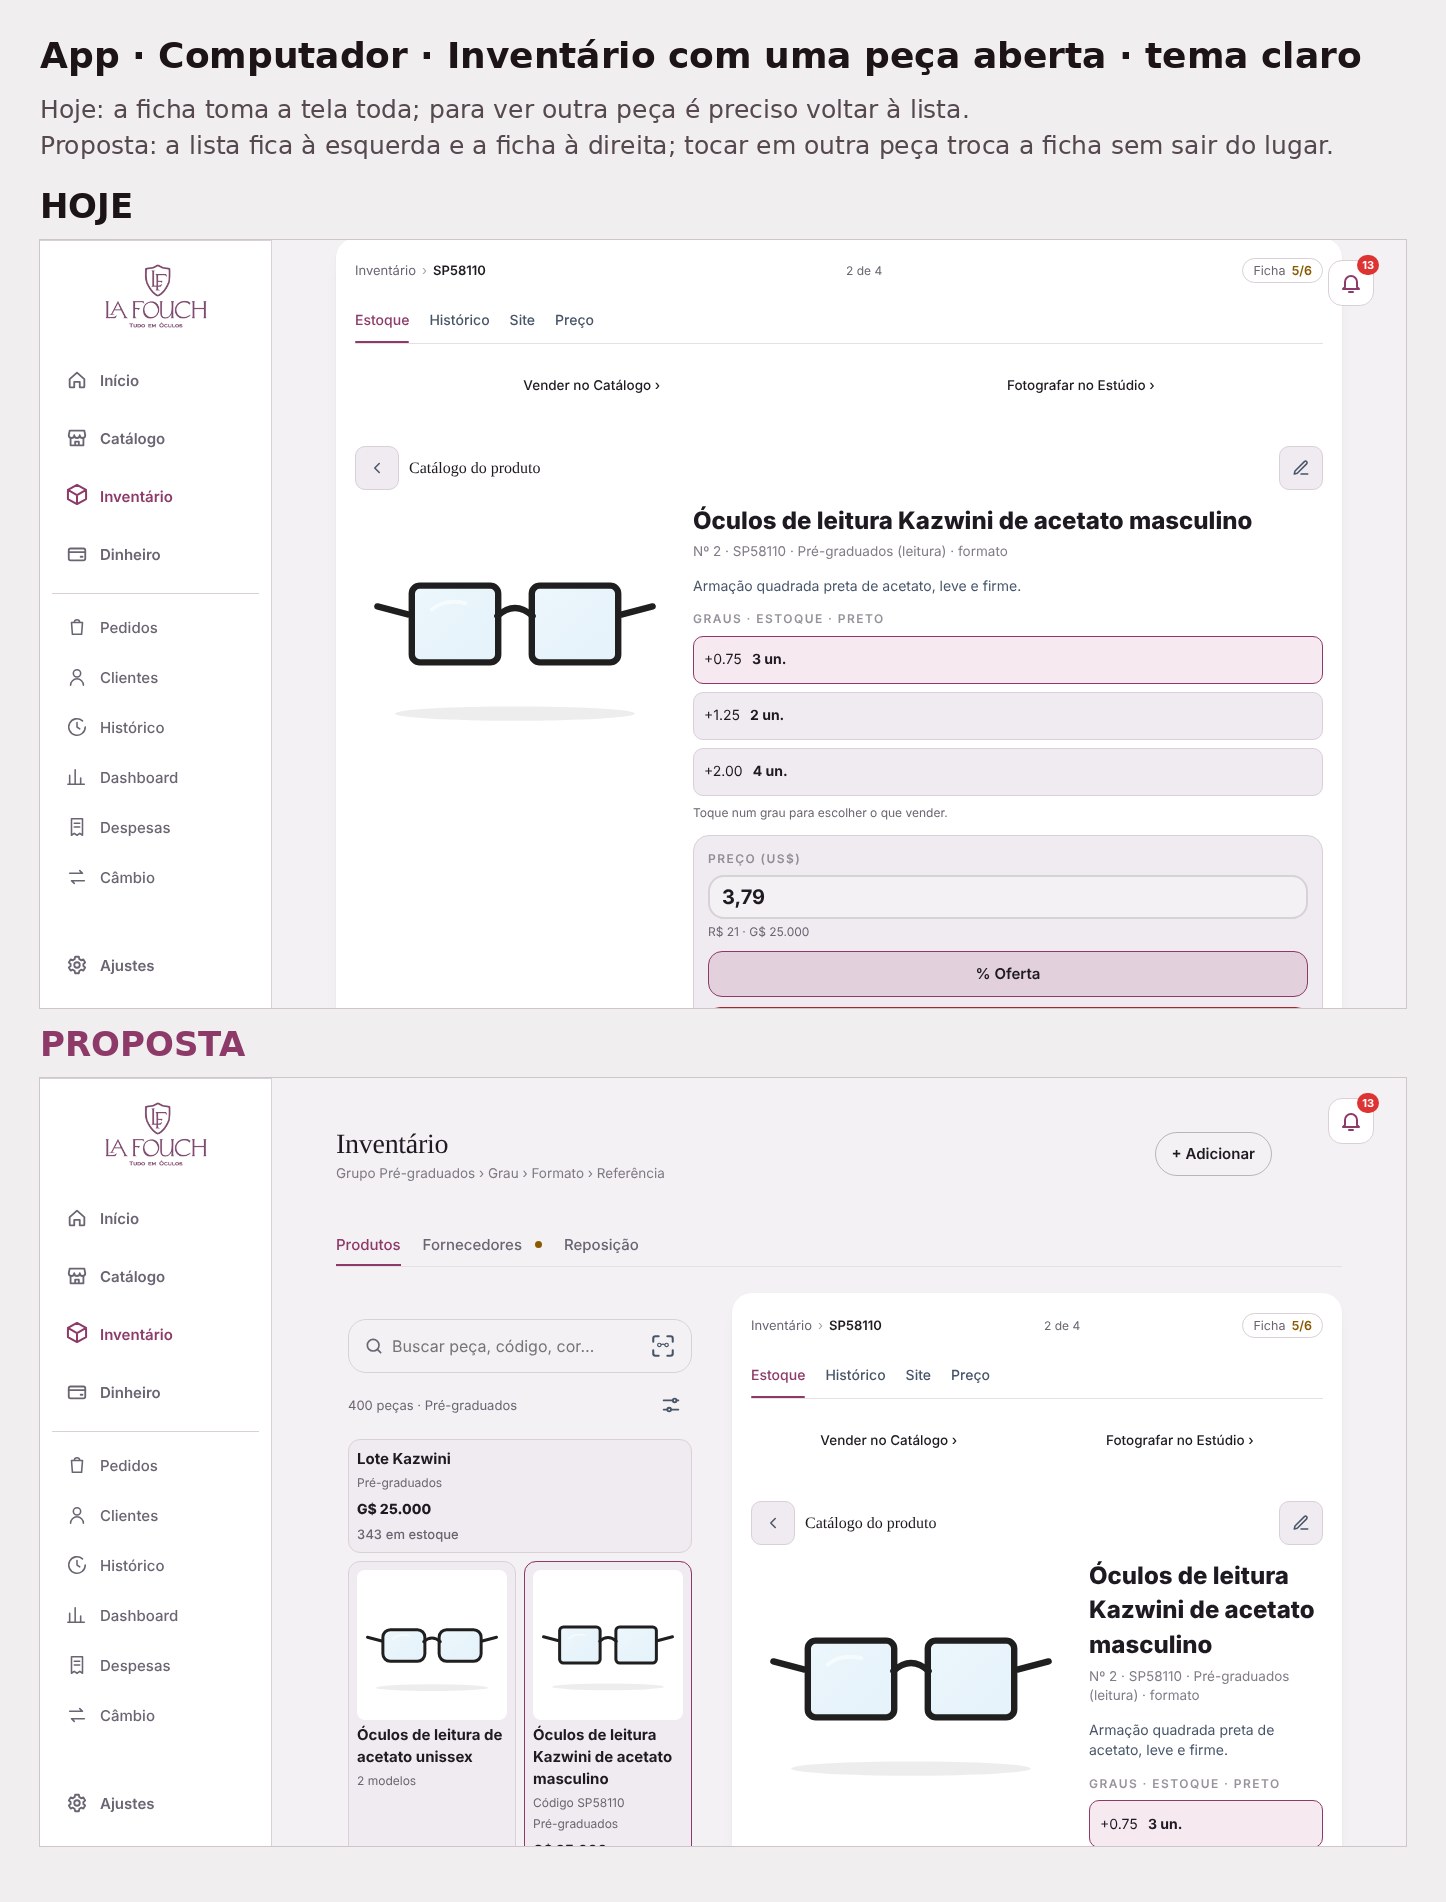 App · Computador · Inventário com uma peça aberta · tema claro
Hoje: a ficha toma a tela toda; para ver outra peça é preciso voltar à lista.
Proposta: a lista fica à esquerda e a ficha à direita; tocar em outra peça troca a ficha sem sair do lugar.
HOJE
LA FOUCH
Tudo em Óculos
Início
Catálogo
Inventário
Dinheiro
Pedidos
Clientes
Histórico
Dashboard
Despesas
Câmbio
Ajustes
Inventário › SP58110
2 de 4
Ficha 5/6
13
Estoque Histórico Site Preço
Vender no Catálogo ›
Fotografar no Estúdio ›
Catálogo do produto
Óculos de leitura Kazwini de acetato masculino
Nº 2 · SP58110 · Pré-graduados (leitura) · formato
Armação quadrada preta de acetato, leve e firme.
GRAUS · ESTOQUE · PRETO
+0.75 3 un.
+1.25 2 un.
+2.00 4 un.
Toque num grau para escolher o que vender.
PREÇO (US$)
3,79
R$ 21 · G$ 25.000
% Oferta
PROPOSTA
LA FOUCH
Tudo em Óculos
Início
Catálogo
Inventário
Dinheiro
Pedidos
Clientes
Histórico
Dashboard
Despesas
Câmbio
Ajustes
13
Inventário
Grupo Pré-graduados › Grau › Formato › Referência
+ Adicionar
Produtos Fornecedores Reposição
Buscar peça, código, cor...
400 peças · Pré-graduados
Lote Kazwini
Pré-graduados
G$ 25.000
343 em estoque
Óculos de leitura de
acetato unissex
2 modelos
Óculos de leitura
Kazwini de acetato
masculino
Código SP58110
Pré-graduados
Inventário › SP58110
2 de 4
Ficha 5/6
Estoque Histórico Site Preço
Vender no Catálogo ›
Fotografar no Estúdio ›
Catálogo do produto
Óculos de leitura
Kazwini de acetato
masculino
Nº 2 · SP58110 · Pré-graduados
(leitura) · formato
Armação quadrada preta de
acetato, leve e firme.
GRAUS · ESTOQUE · PRETO
+0.75 3 un.